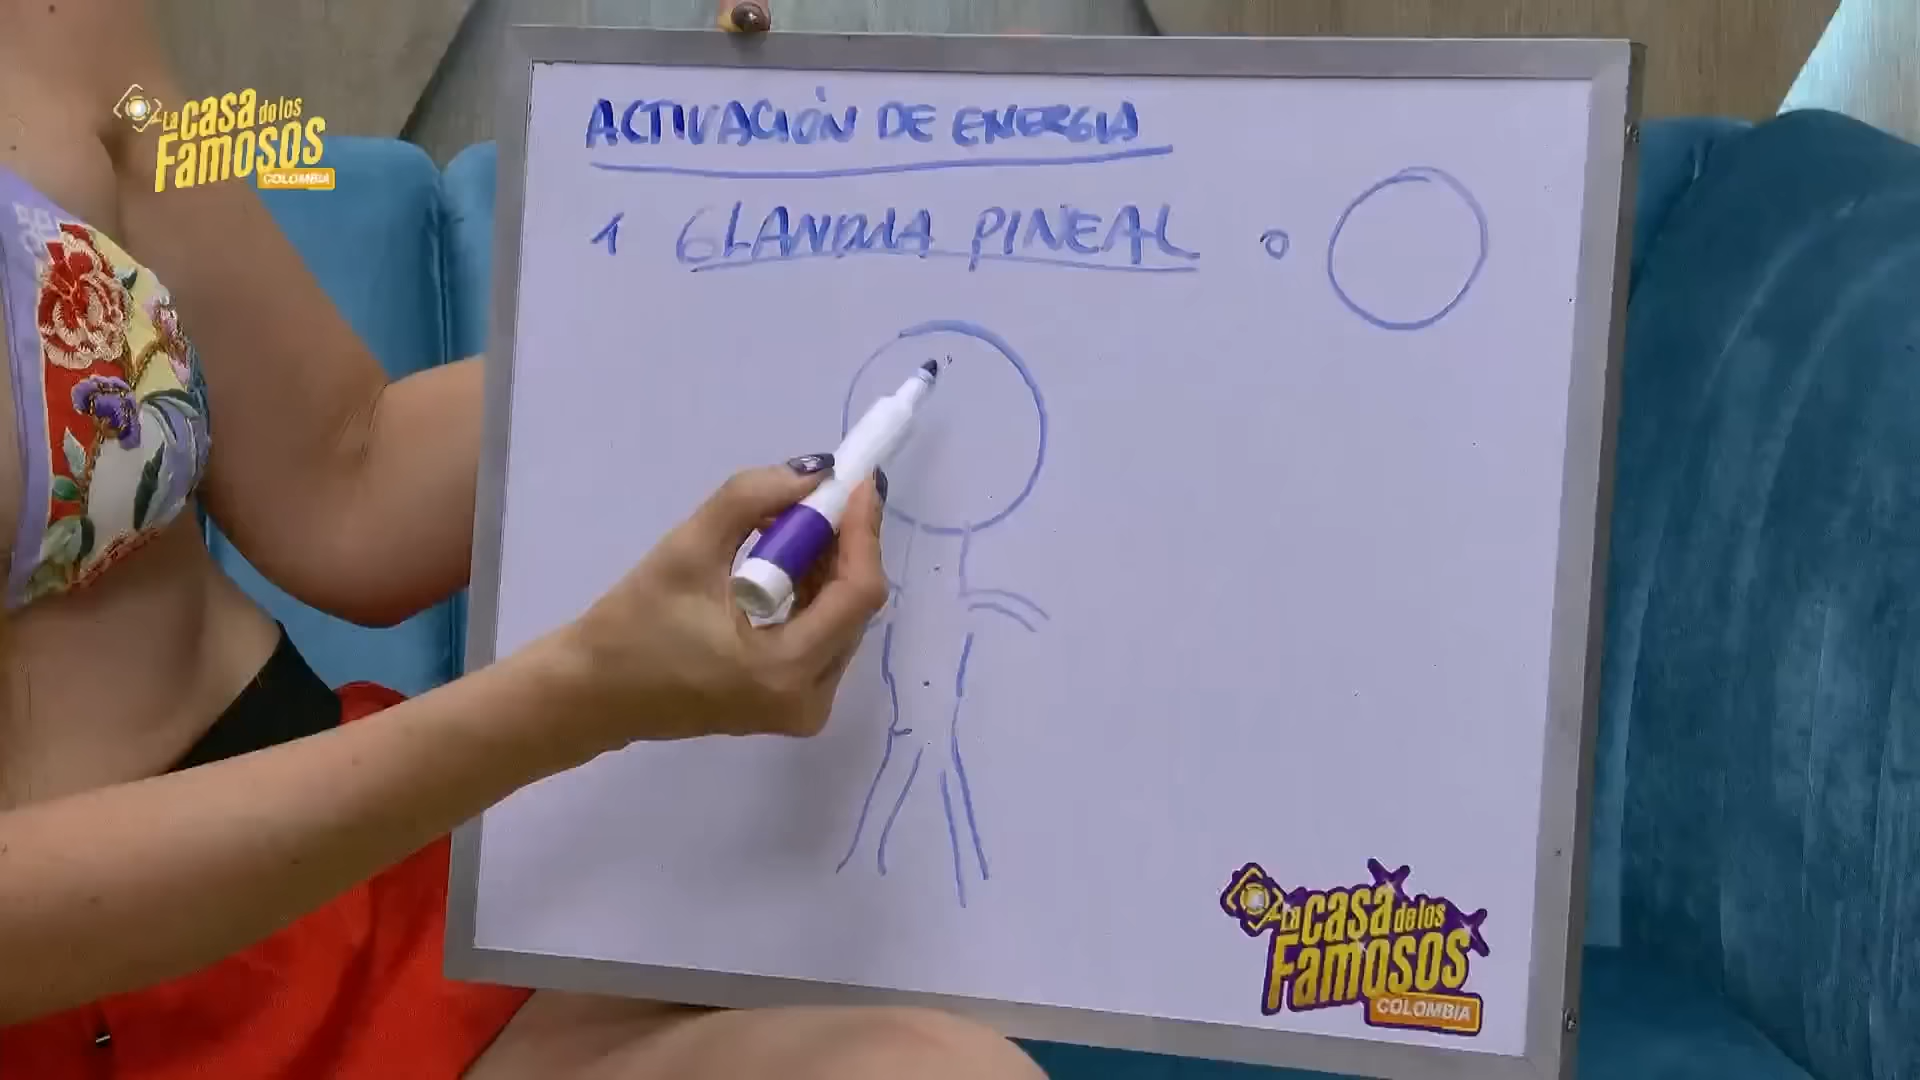 La casa de los
Famosos
COLOMBIA
ACTIVACIÓN DE ENERGIA
1 GLANDULA PINEAL
La casa de los
Famosos
COLOMBIA